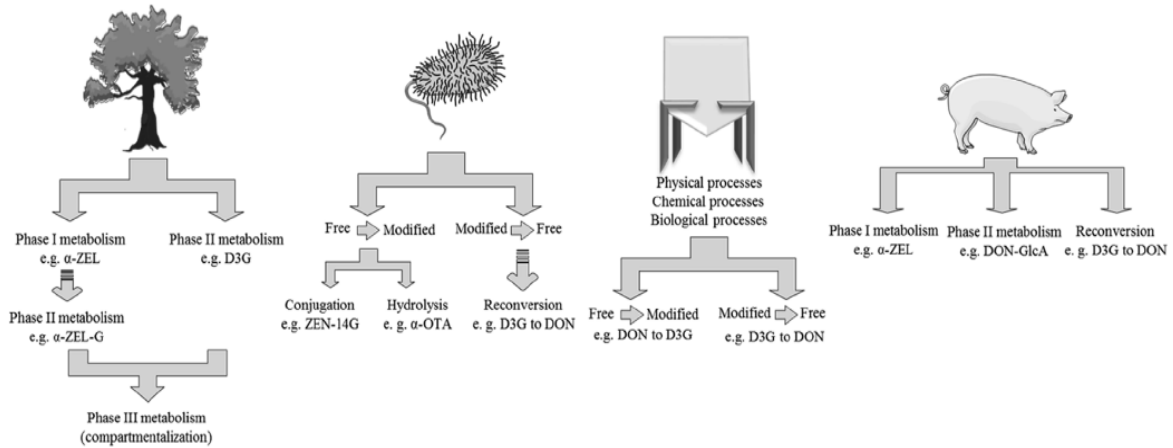 Phase I metabolism
e.g. α-ZEL
Phase II metabolism
e.g. D3G
Phase II metabolism
e.g. α-ZEL-G
Phase III metabolism
(compartmentalization)
Free Modified
Modified Free
Conjugation
e.g. ZEN-14G
Hydrolysis
e. g. α-OTA
Reconversion
e. g. D3G to DON
Physical processes
Chemical processes
Biological processes
Free Modified
e.g. DON to D3G
Modified Free
e.g. D3G to DON
Phase I metabolism
e.g. α-ZEL
Phase II metabolism
e.g. DON-GlcA
Reconversion
e. g. D3G to DON